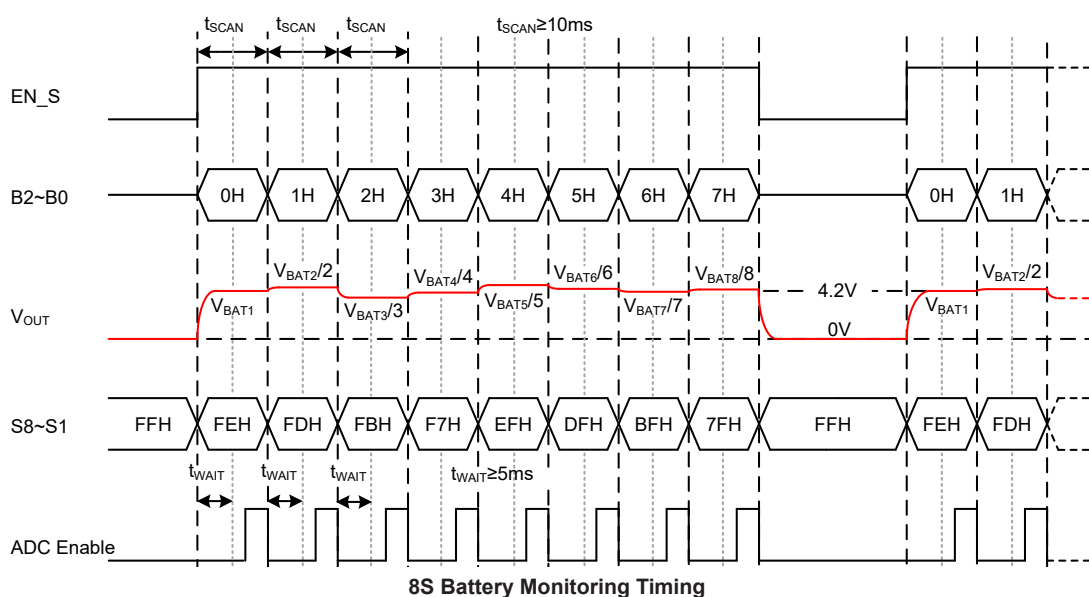 tSCAN tSCAN tSCAN tSCAN≥10ms
EN_S
B2~B0 0H 1H 2H 3H 4H 5H 6H 7H 0H 1H
VOUT VBAT1 VBAT2/2 VBAT3/3 VBAT4/4 VBAT5/5 VBAT6/6 VBAT7/7 VBAT8/8 4.2V 0V VBAT1 VBAT2/2
S8~S1 FFH FEH FDH FBH F7H EFH DFH BFH 7FH FFH FEH FDH
tWAIT tWAIT tWAIT tWAIT≥5ms
ADC Enable
8S Battery Monitoring Timing